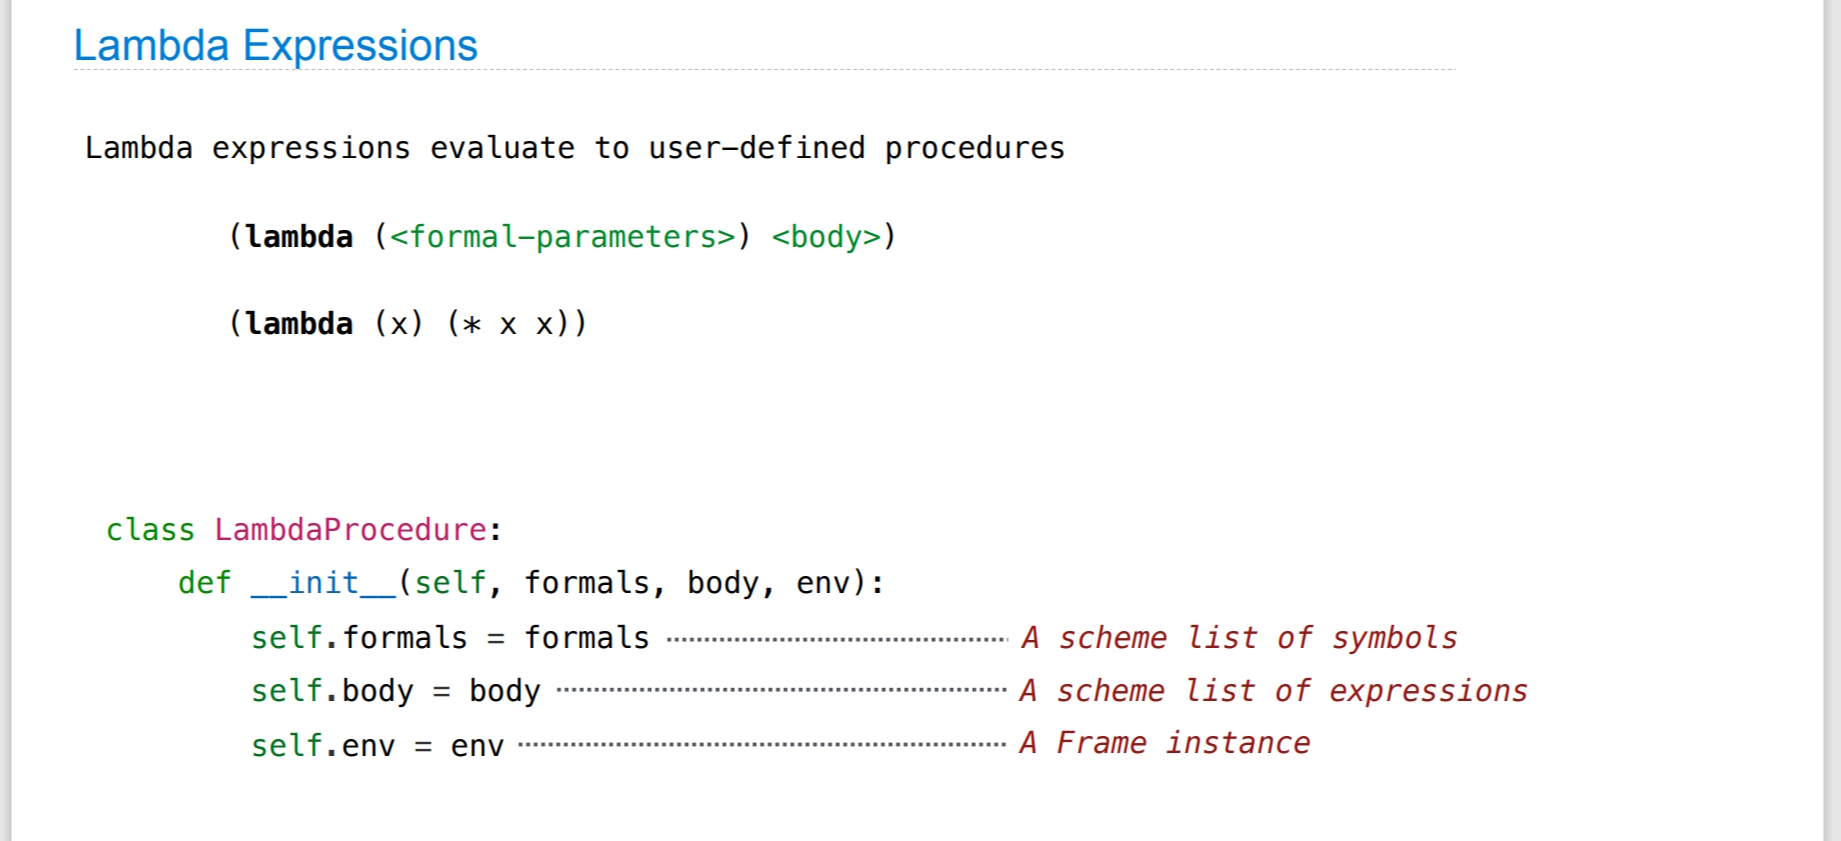 Lambda Expressions
Lambda expressions evaluate to user-defined procedures
(lambda (<formal-parameters>) <body>)
(lambda (x) (* x x))
class LambdaProcedure:
def __init__(self, formals, body, env):
self.formals = formals A scheme list of symbols
self.body = body A scheme list of expressions
self.env = env A Frame instance